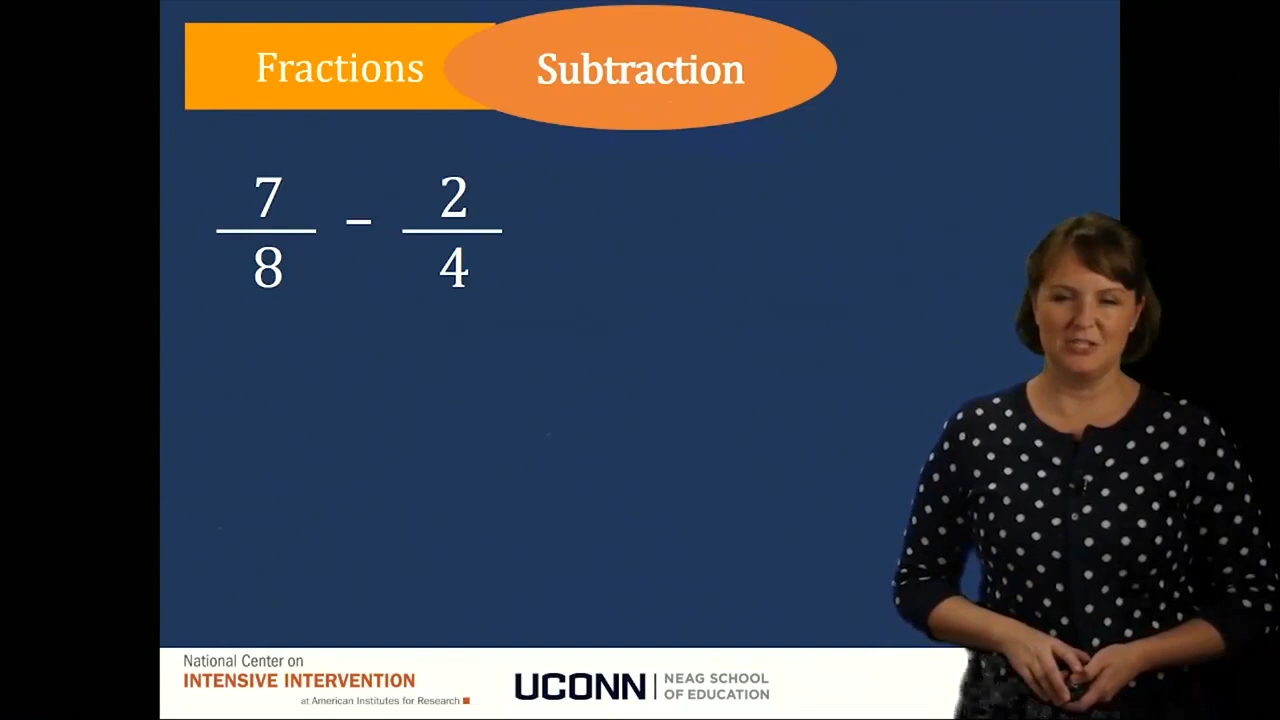 Fractions
Subtraction
7/8 – 2/4
National Center on
INTENSIVE INTERVENTION
at American Institutes for Research
UCONN
NEAG SCHOOL
OF EDUCATION